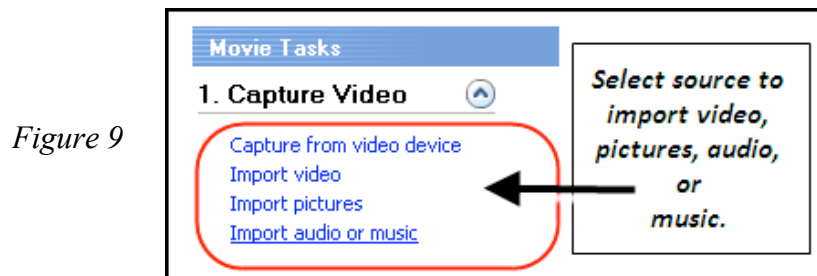 Figure 9
Movie Tasks
1. Capture Video
Capture from video device
Import video
Import pictures
Import audio or music
Select source to
import video,
pictures, audio,
or
music.